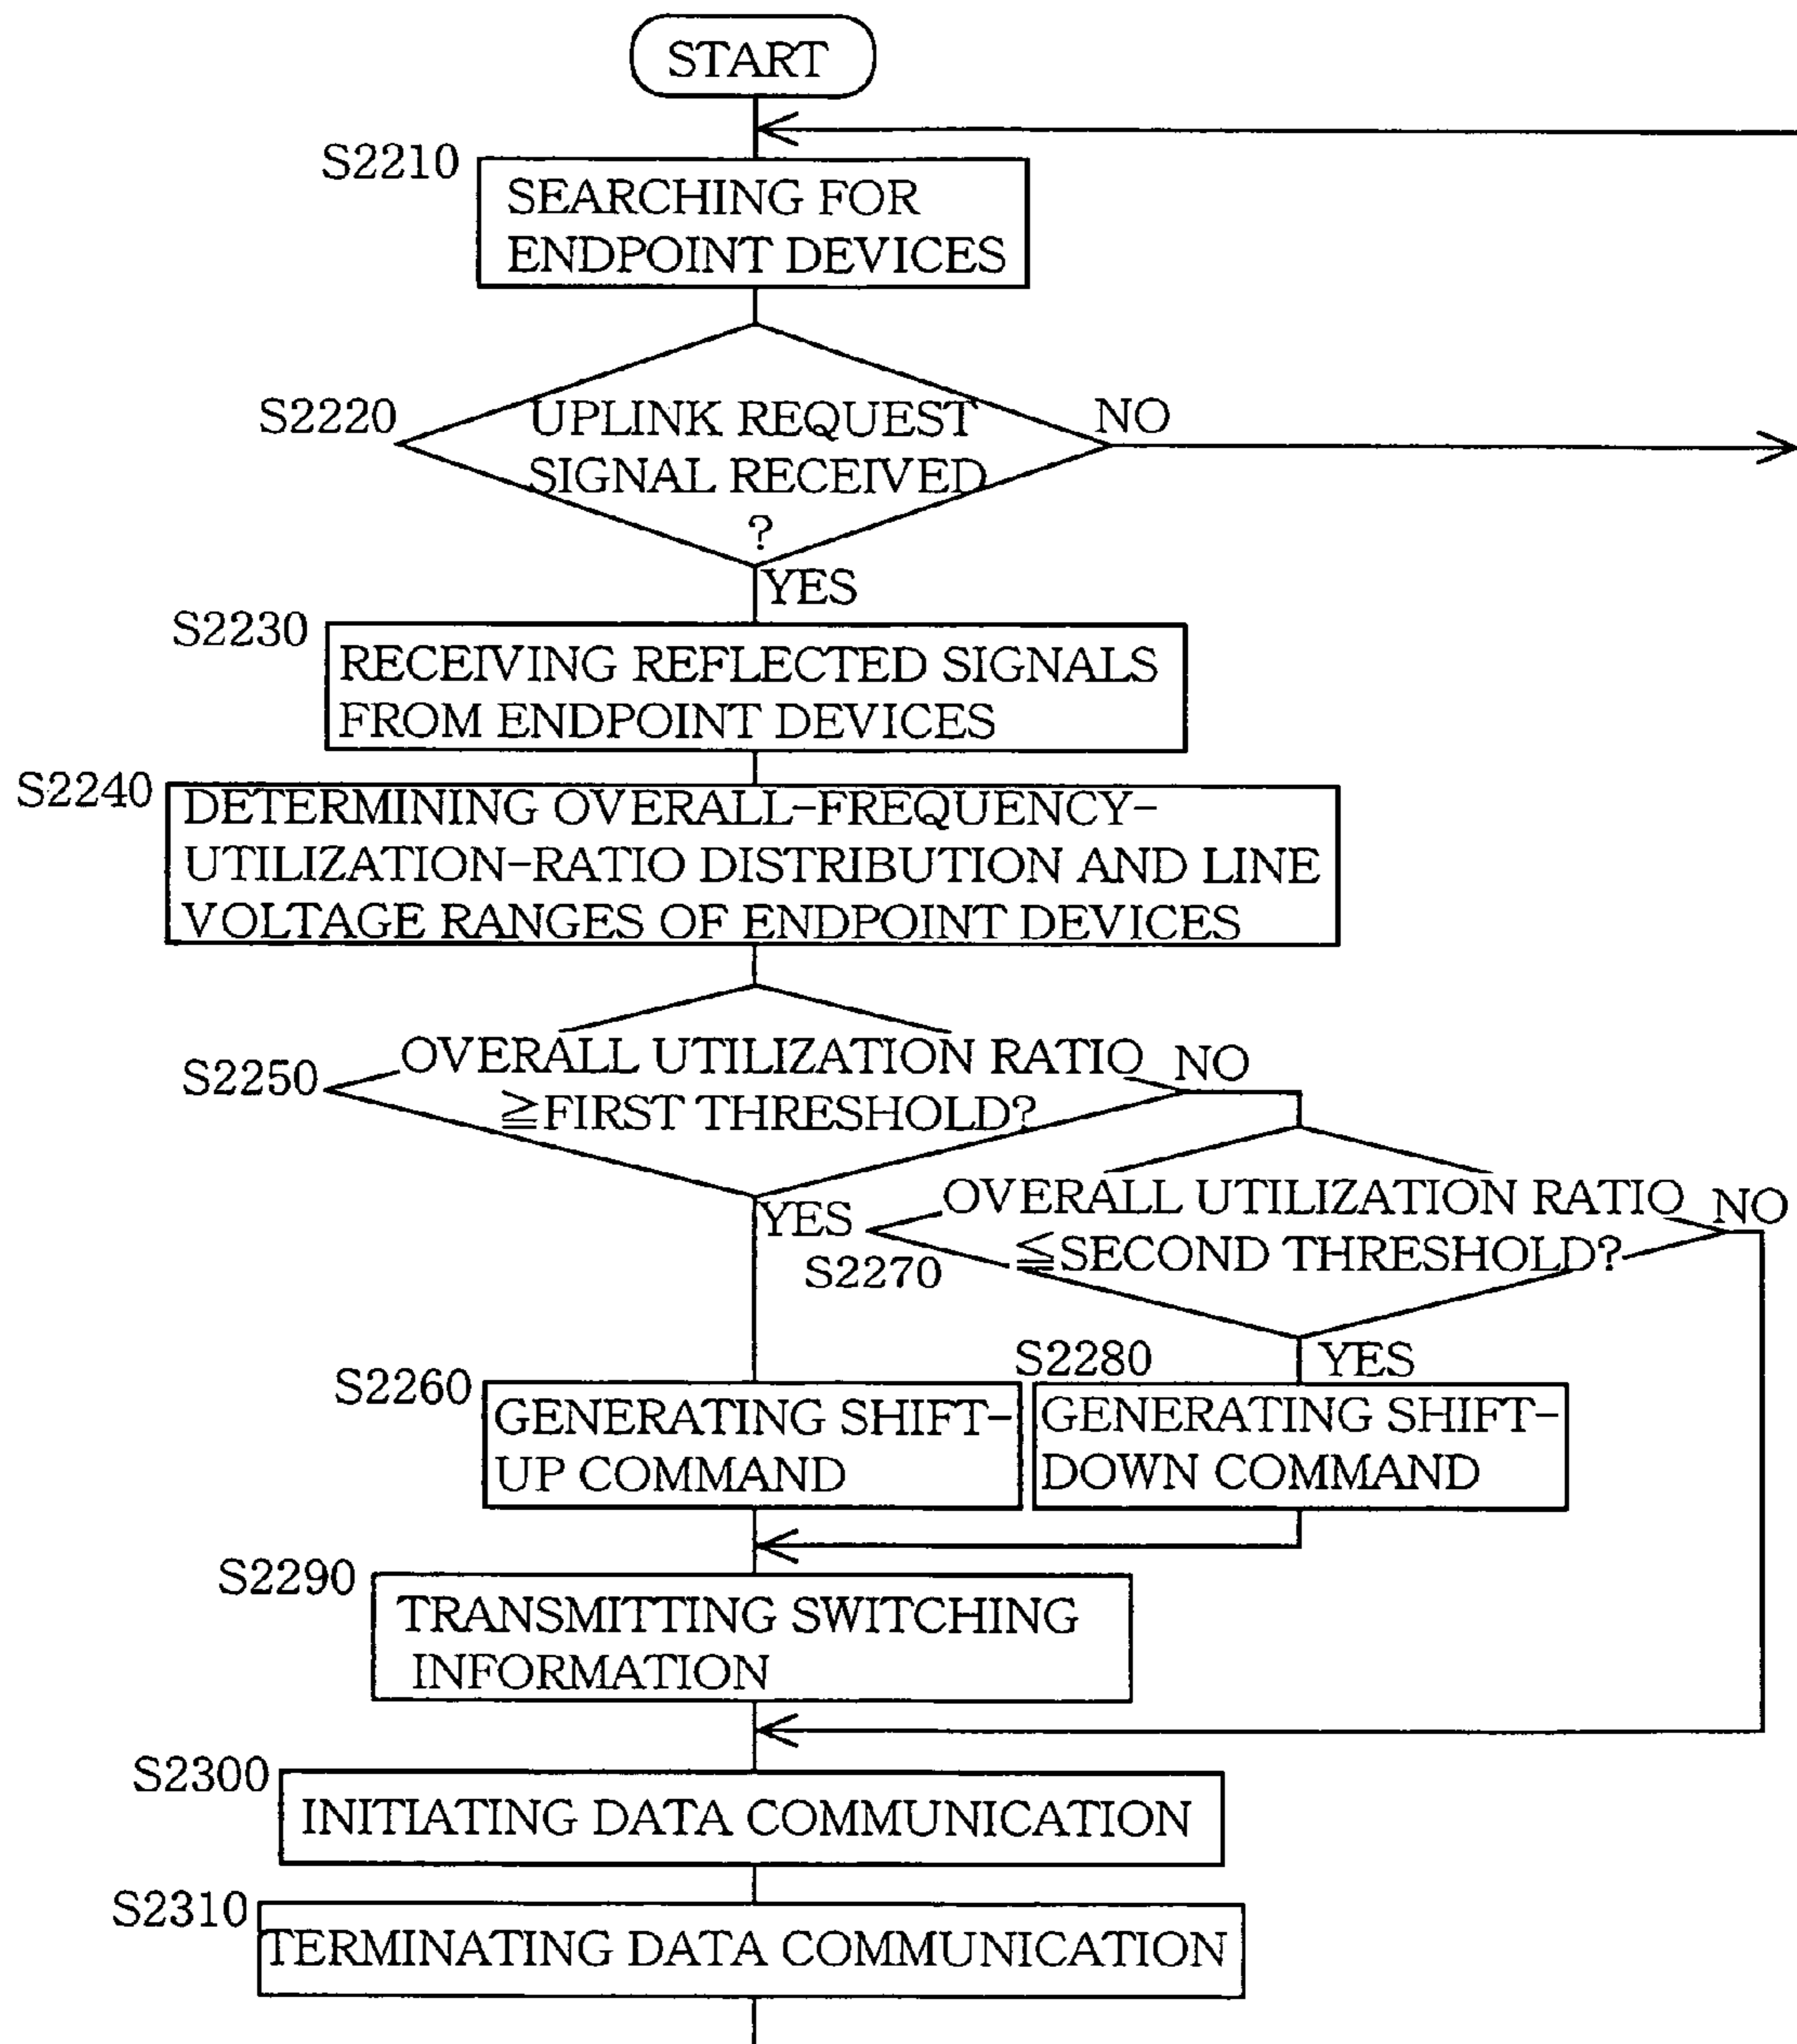 START
S2210
SEARCHING FOR
ENDPOINT DEVICES
S2220
UPLINK REQUEST
SIGNAL RECEIVED
?
NO
YES
S2230
RECEIVING REFLECTED SIGNALS
FROM ENDPOINT DEVICES
S2240
DETERMINING OVERALL-FREQUENCY-
UTILIZATION-RATIO DISTRIBUTION AND LINE
VOLTAGE RANGES OF ENDPOINT DEVICES
S2250
OVERALL UTILIZATION RATIO
≧FIRST THRESHOLD?
NO
YES
S2270
OVERALL UTILIZATION RATIO
≦SECOND THRESHOLD?
NO
YES
S2260
GENERATING SHIFT-
UP COMMAND
S2280
GENERATING SHIFT-
DOWN COMMAND
S2290
TRANSMITTING SWITCHING
INFORMATION
S2300
INITIATING DATA COMMUNICATION
S2310
TERMINATING DATA COMMUNICATION